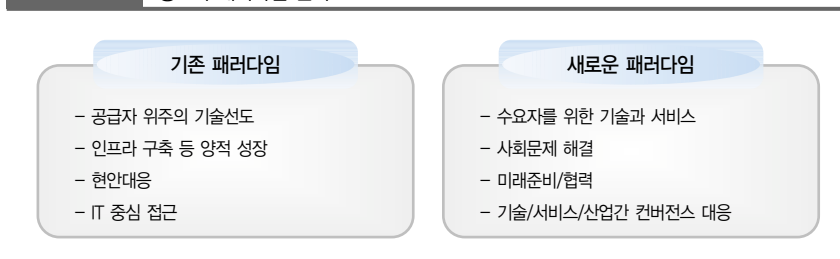 기존 패러다임
- 공급자 위주의 기술선도
- 인프라 구축 등 양적 성장
- 현안대응
- IT 중심 접근
새로운 패러다임
- 수요자를 위한 기술과 서비스
- 사회문제 해결
- 미래준비/협력
- 기술/서비스/산업간 컨버전스 대응